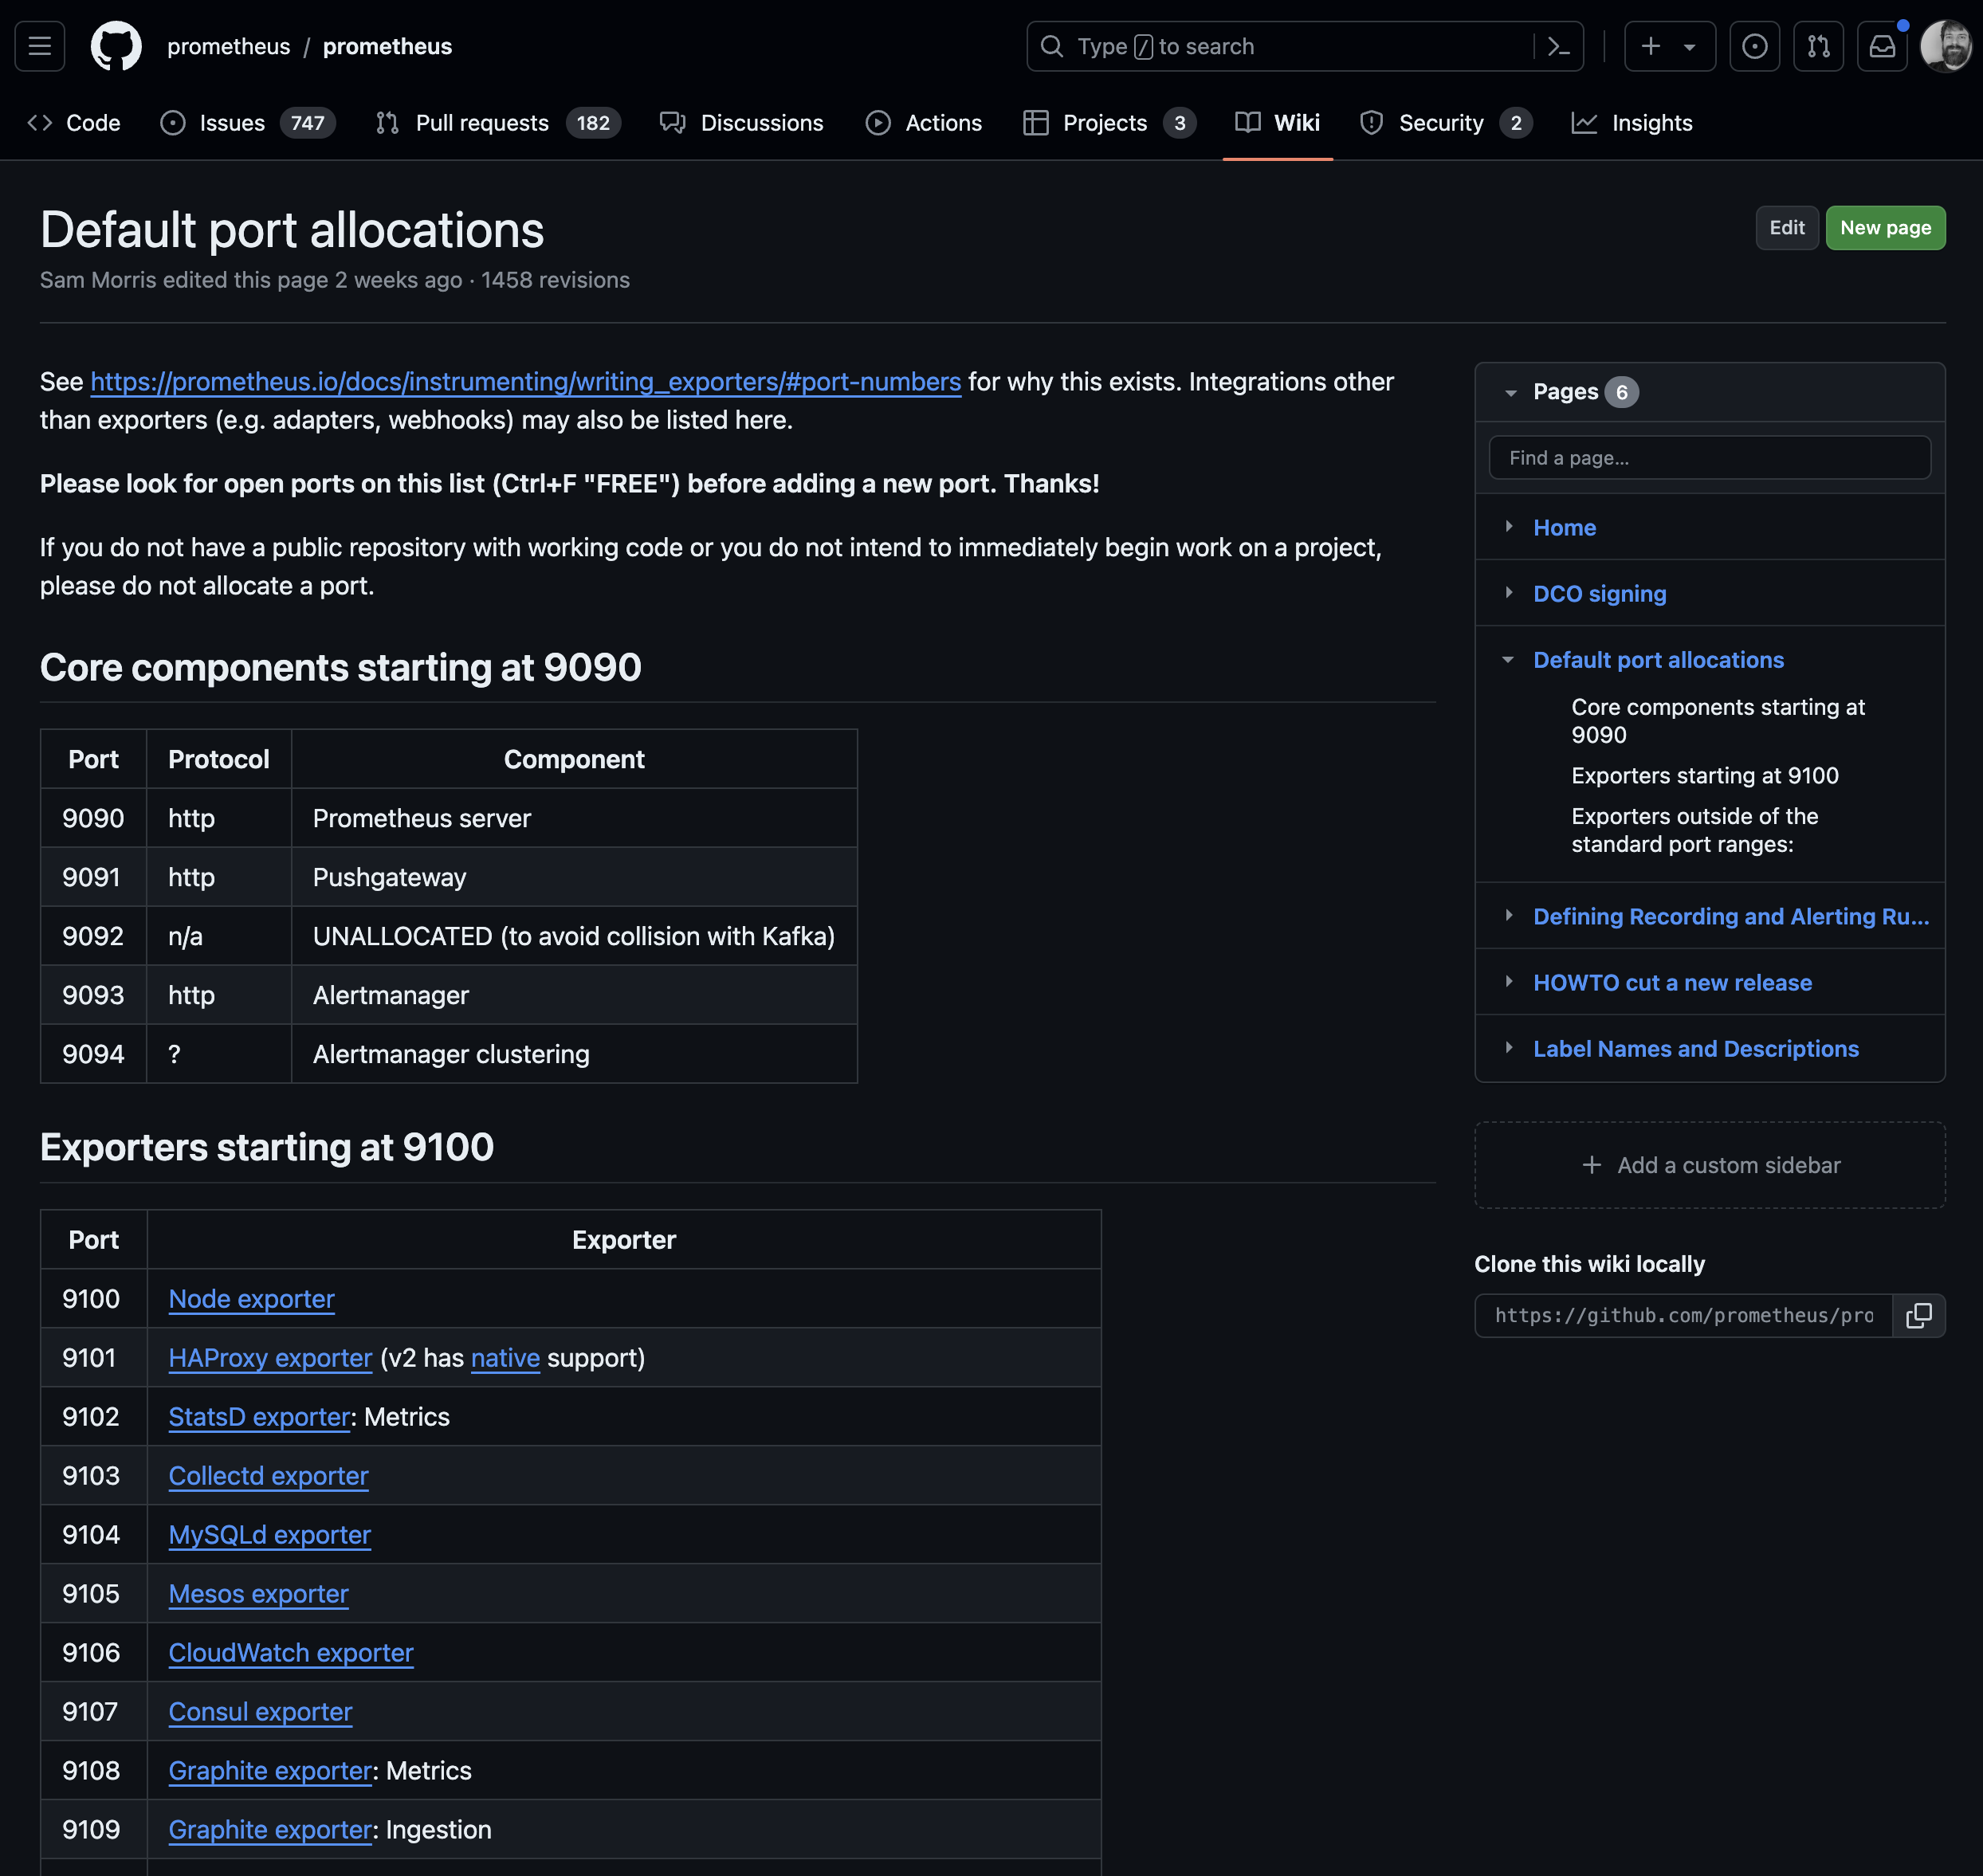 prometheus / prometheus
Type / to search
Code
Issues 747
Pull requests 182
Discussions
Actions
Projects 3
Wiki
Security 2
Insights
Default port allocations
Edit
New page
Sam Morris edited this page 2 weeks ago · 1458 revisions
See https://prometheus.io/docs/instrumenting/writing_exporters/#port-numbers for why this exists. Integrations other
than exporters (e.g. adapters, webhooks) may also be listed here.
Please look for open ports on this list (Ctrl+F "FREE") before adding a new port. Thanks!
If you do not have a public repository with working code or you do not intend to immediately begin work on a project,
please do not allocate a port.
Core components starting at 9090
Port Protocol Component
9090 http Prometheus server
9091 http Pushgateway
9092 n/a UNALLOCATED (to avoid collision with Kafka)
9093 http Alertmanager
9094 ? Alertmanager clustering
Exporters starting at 9100
Port Exporter
9100 Node exporter
9101 HAProxy exporter (v2 has native support)
9102 StatsD exporter: Metrics
9103 Collectd exporter
9104 MySQLd exporter
9105 Mesos exporter
9106 CloudWatch exporter
9107 Consul exporter
9108 Graphite exporter: Metrics
9109 Graphite exporter: Ingestion
Pages 6
Find a page...
Home
DCO signing
Default port allocations
Core components starting at
9090
Exporters starting at 9100
Exporters outside of the
standard port ranges:
Defining Recording and Alerting Ru...
HOWTO cut a new release
Label Names and Descriptions
+ Add a custom sidebar
Clone this wiki locally
https://github.com/prometheus/pro